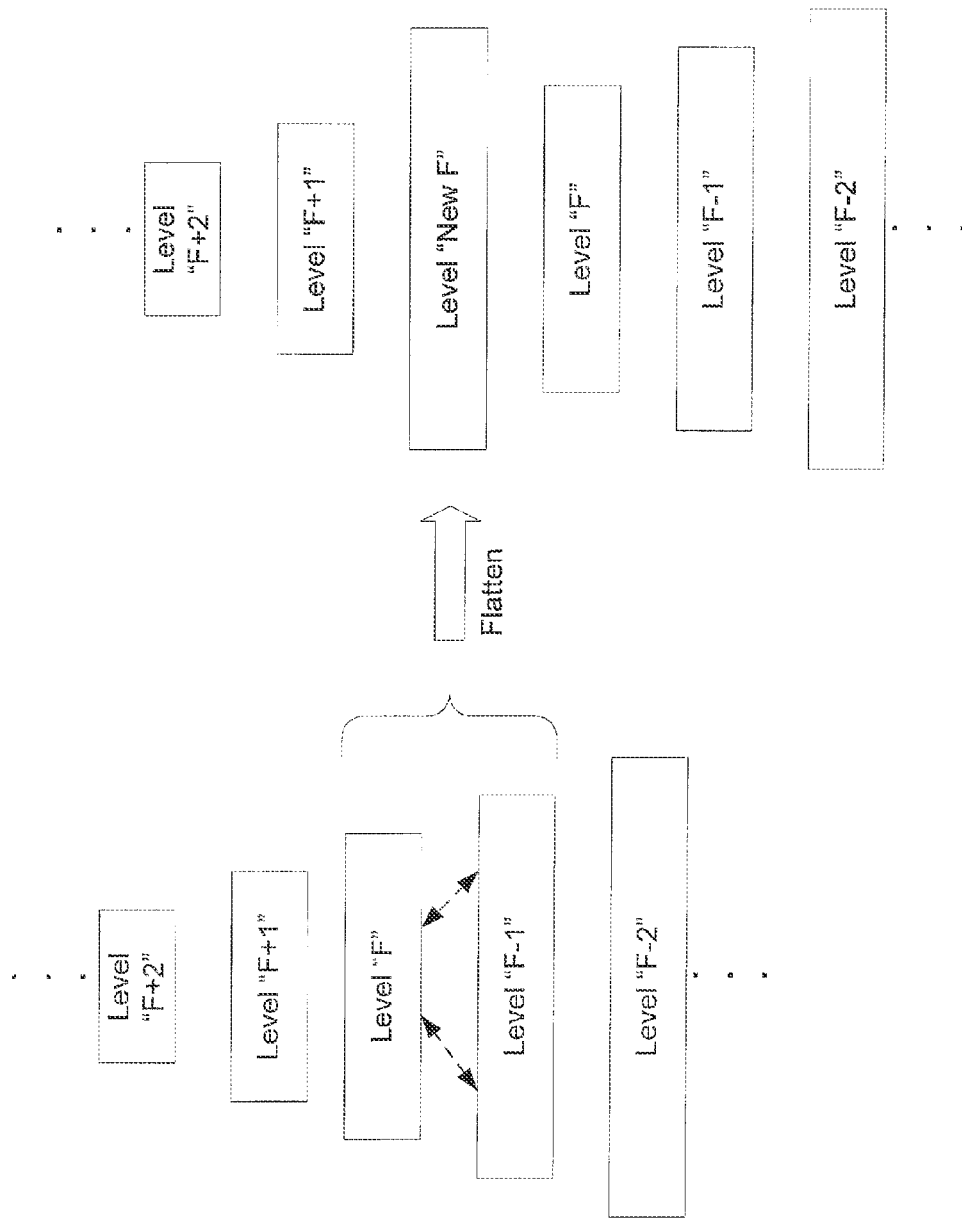 Level
“F+2”
Level “F+1”
Level “F”
Level “F-1”
Level “F-2”
Flatten
Level
“F+2”
Level “F+1”
Level “New F”
Level “F”
Level “F-1”
Level “F-2”